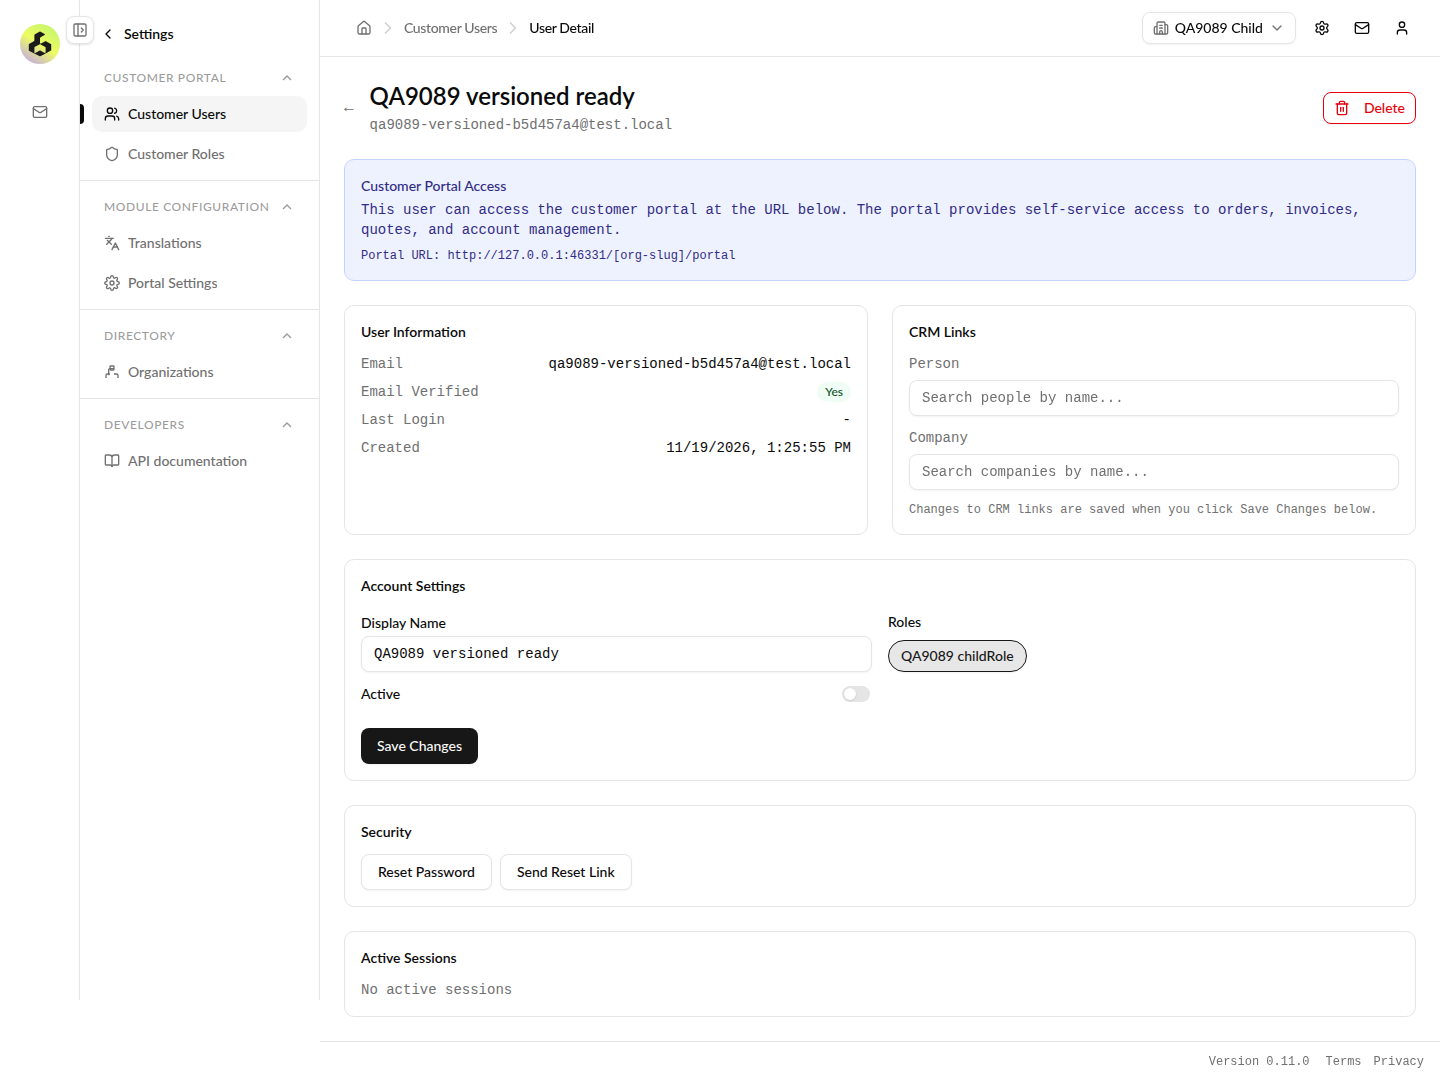 Settings
CUSTOMER PORTAL
Customer Users
Customer Roles
MODULE CONFIGURATION
Translations
Portal Settings
DIRECTORY
Organizations
DEVELOPERS
API documentation
Customer Users
User Detail
QA9089 Child
QA9089 versioned ready
qa9089-versioned-b5d457a4@test.local
Delete
Customer Portal Access
This user can access the customer portal at the URL below. The portal provides self-service access to orders, invoices,
quotes, and account management.
Portal URL: http://127.0.0.1:46331/[org-slug]/portal
User Information
Email qa9089-versioned-b5d457a4@test.local
Email Verified Yes
Last Login -
Created 11/19/2026, 1:25:55 PM
CRM Links
Person
Search people by name...
Company
Search companies by name...
Changes to CRM links are saved when you click Save Changes below.
Account Settings
Display Name
QA9089 versioned ready
Active
Roles
QA9089 childRole
Save Changes
Security
Reset Password
Send Reset Link
Active Sessions
No active sessions
Version 0.11.0 Terms Privacy